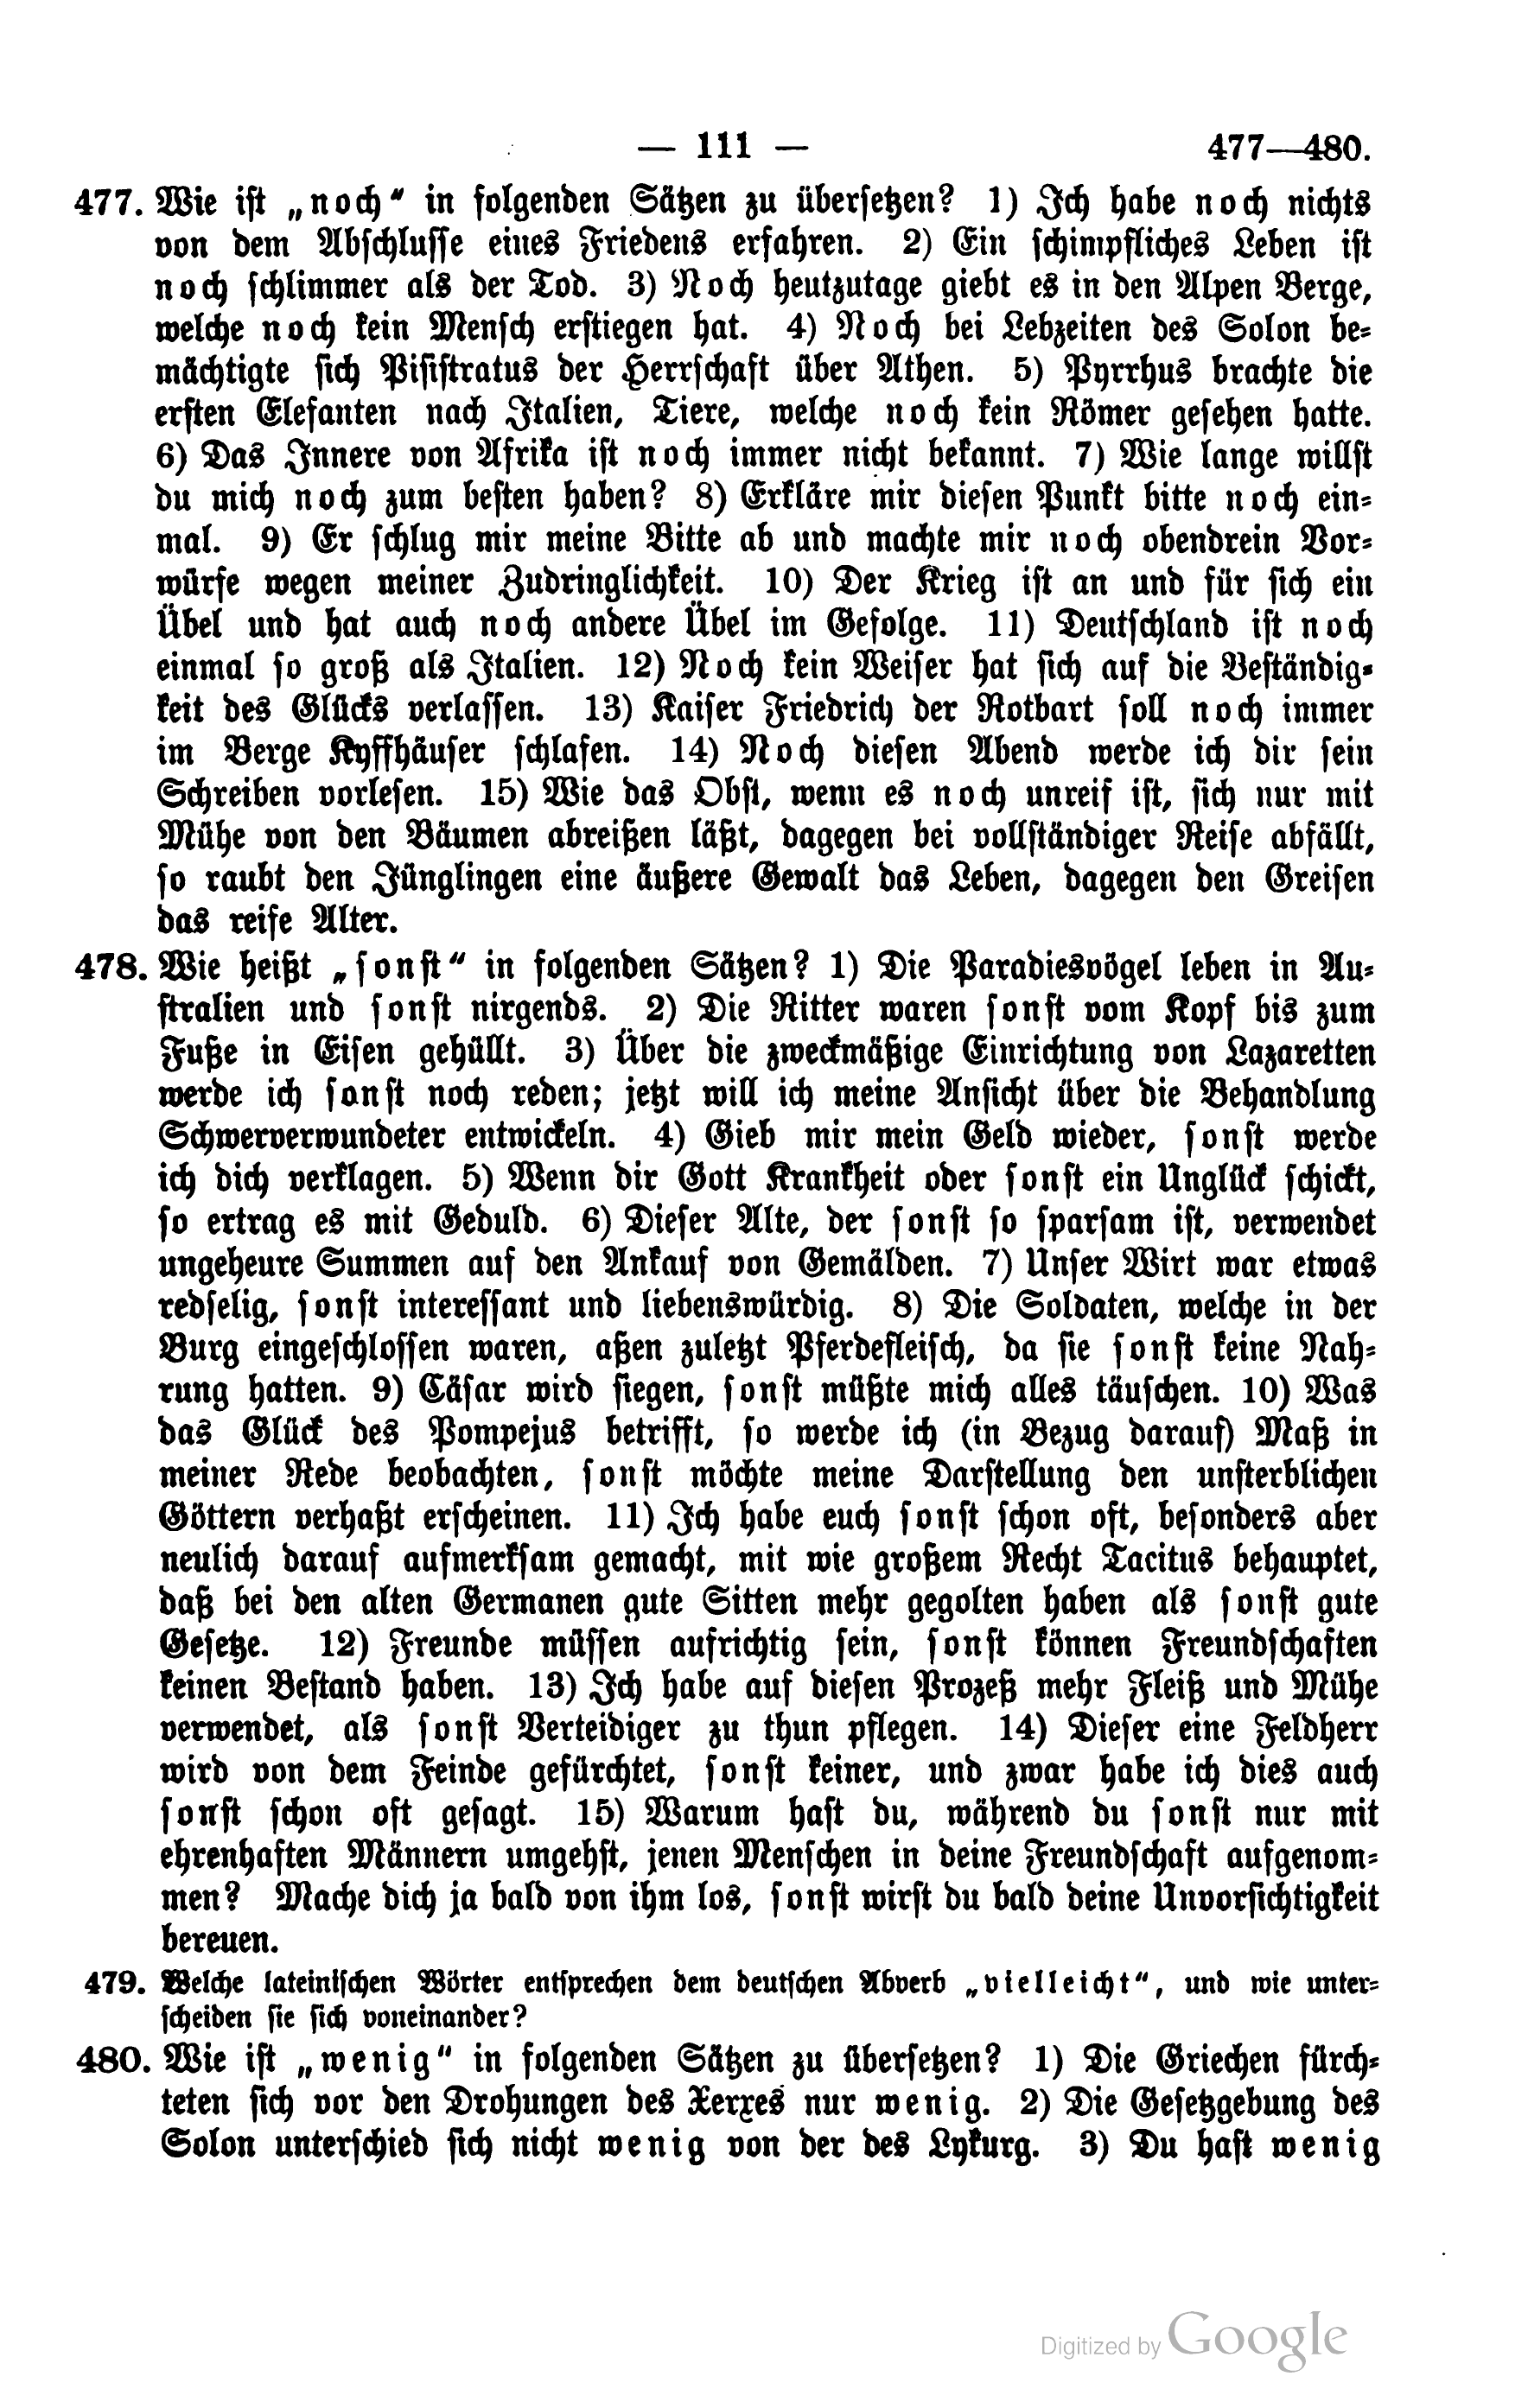 — 111 — 477—480.
477. Wie ist „noch“ in folgenden Sätzen zu übersetzen? 1) Ich habe noch nichts
von dem Abschlusse eines Friedens erfahren. 2) Ein schimpfliches Leben ist
noch schlimmer als der Tod. 3) Noch heutzutage giebt es in den Alpen Berge,
welche noch kein Mensch erstiegen hat. 4) Noch bei Lebzeiten des Solon be-
mächtigte sich Pisistratus der Herrschaft über Athen. 5) Pyrrhus brachte die
ersten Elefanten nach Italien, Tiere, welche noch kein Römer gesehen hatte.
6) Das Innere von Afrika ist noch immer nicht bekannt. 7) Wie lange willst
du mich noch zum besten haben? 8) Erkläre mir diesen Punkt bitte noch ein-
mal. 9) Er schlug mir meine Bitte ab und machte mir noch obendrein Vor-
würfe wegen meiner Zudringlichkeit. 10) Der Krieg ist an und für sich ein
Übel und hat auch noch andere Übel im Gefolge. 11) Deutschland ist noch
einmal so groß als Italien. 12) Noch kein Weiser hat sich auf die Beständig-
keit des Glücks verlassen. 13) Kaiser Friedrich der Rotbart soll noch immer
im Berge Kyffhäuser schlafen. 14) Noch diesen Abend werde ich dir sein
Schreiben vorlesen. 15) Wie das Obst, wenn es noch unreif ist, sich nur mit
Mühe von den Bäumen abreißen läßt, dagegen bei vollständiger Reife abfällt,
so raubt den Jünglingen eine äußere Gewalt das Leben, dagegen den Greisen
das reife Alter.
478. Wie heißt „sonst“ in folgenden Sätzen? 1) Die Paradiesvögel leben in Au-
stralien und sonst nirgends. 2) Die Ritter waren sonst vom Kopf bis zum
Fuße in Eisen gehüllt. 3) Über die zweckmäßige Einrichtung von Lazaretten
werde ich sonst noch reden; jetzt will ich meine Ansicht über die Behandlung
Schwerverwundeter entwickeln. 4) Gieb mir mein Geld wieder, sonst werde
ich dich verklagen. 5) Wenn dir Gott Krankheit oder sonst ein Unglück schickt,
so ertrag es mit Geduld. 6) Dieser Alte, der sonst so sparsam ist, verwendet
ungeheure Summen auf den Ankauf von Gemälden. 7) Unser Wirt war etwas
redselig, sonst interessant und liebenswürdig. 8) Die Soldaten, welche in der
Burg eingeschlossen waren, aßen zuletzt Pferdefleisch, da sie sonst keine Nah-
rung hatten. 9) Cäsar wird siegen, sonst müßte mich alles täuschen. 10) Was
das Glück des Pompejus betrifft, so werde ich (in Bezug darauf) Maß in
meiner Rede beobachten, sonst möchte meine Darstellung den unsterblichen
Göttern verhaßt erscheinen. 11) Ich habe euch sonst schon oft, besonders aber
neulich darauf aufmerksam gemacht, mit wie großem Recht Tacitus behauptet,
daß bei den alten Germanen gute Sitten mehr gegolten haben als sonst gute
Gesetze. 12) Freunde müssen aufrichtig sein, sonst können Freundschaften
keinen Bestand haben. 13) Ich habe auf diesen Prozeß mehr Fleiß und Mühe
verwendet, als sonst Verteidiger zu thun pflegen. 14) Dieser eine Feldherr
wird von dem Feinde gefürchtet, sonst keiner, und zwar habe ich dies auch
sonst schon oft gesagt. 15) Warum hast du, während du sonst nur mit
ehrenhaften Männern umgehst, jenen Menschen in deine Freundschaft aufgenom-
men? Mache dich ja bald von ihm los, sonst wirst du bald deine Unvorsichtigkeit
bereuen.
479. Welche lateinischen Wörter entsprechen dem deutschen Abverb „vielleicht“, und wie unter-
scheiden sie sich voneinander?
480. Wie ist „wenig“ in folgenden Sätzen zu übersetzen? 1) Die Griechen fürch-
teten sich vor den Drohungen des Xerxes nur wenig. 2) Die Gesetzgebung des
Solon unterschied sich nicht wenig von der des Lykurg. 3) Du hast wenig
Digitized by Google